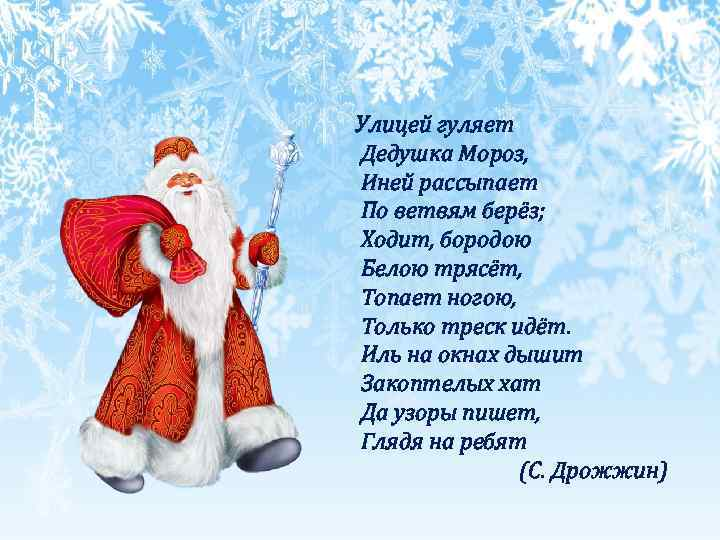 Улицей гуляет
Дедушка Мороз,
Иней рассыпает
По ветвям берёз;
Ходит, бородою
Белою трясёт,
Топает ногою,
Только треск идёт.
Иль на окнах дышит
Закоптелых хат
Да узоры пишет,
Глядя на ребят
(С. Дрожжин)